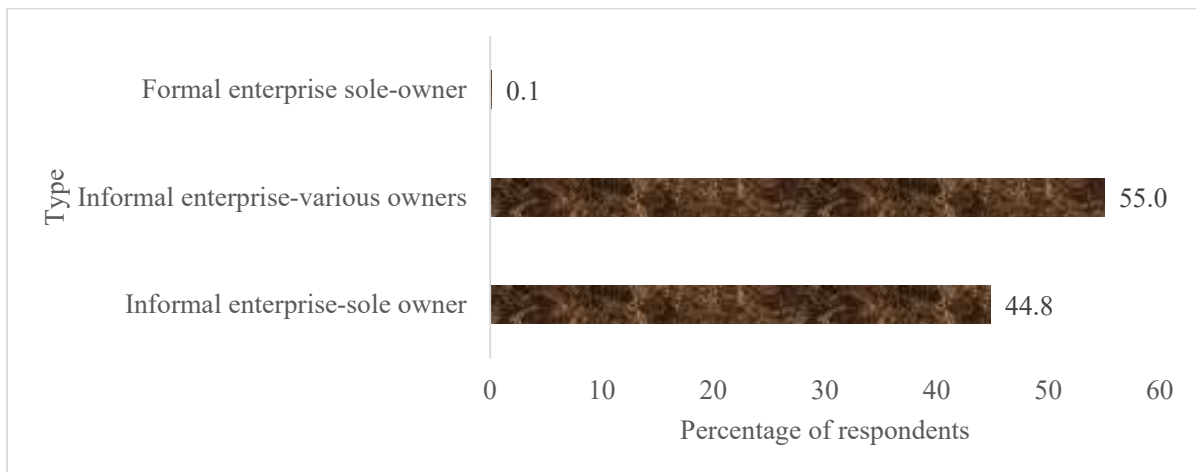 Formal enterprise sole-owner 0.1
Type
Informal enterprise-various owners 55.0
Informal enterprise-sole owner 44.8
0 10 20 30 40 50 60
Percentage of respondents